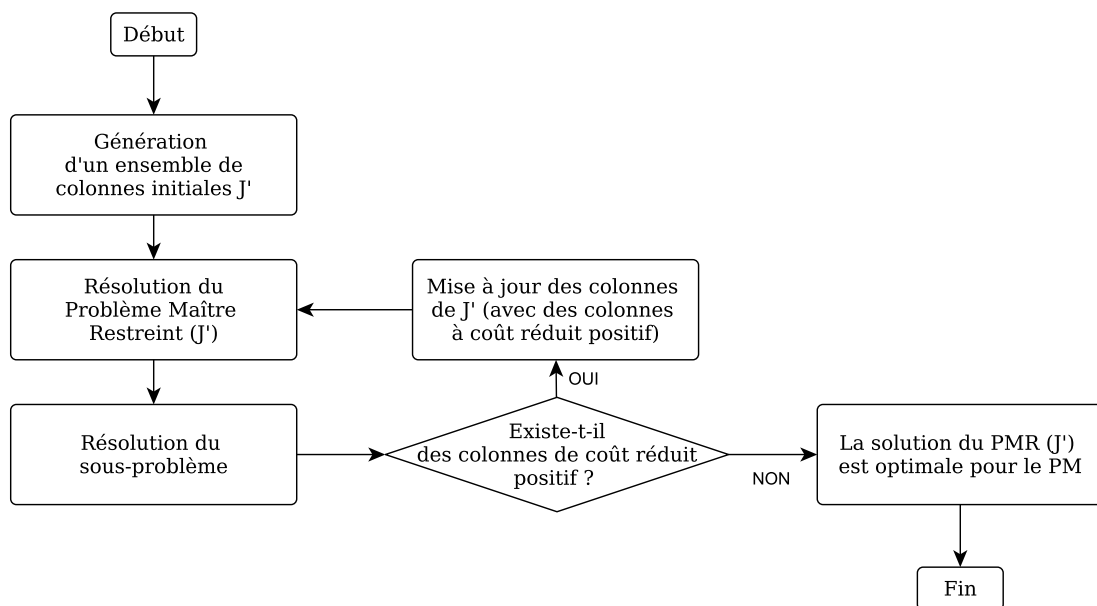 Début
Génération
d'un ensemble de
colonnes initiales J'
Résolution du
Problème Maître
Restreint (J')
Mise à jour des colonnes
de J' (avec des colonnes
à coût réduit positif)
OUI
Résolution du
sous-problème
Existe-t-il
des colonnes de coût réduit
positif ?
NON
La solution du PMR (J')
est optimale pour le PM
Fin